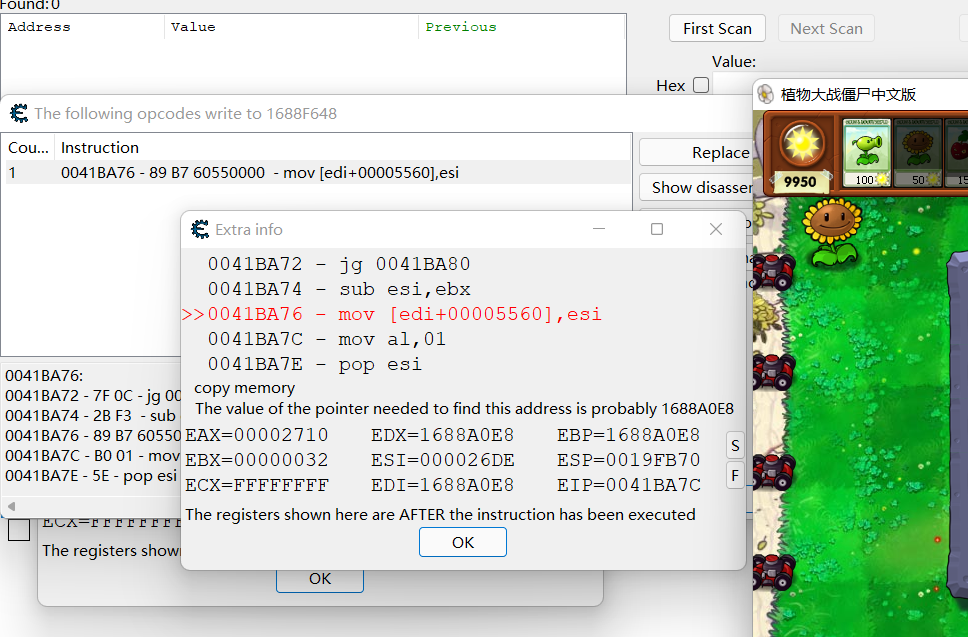 Found:0
Address Value Previous
First Scan Next Scan
Value:
Hex
The following opcodes write to 1688F648
植物大战僵尸中文版
Cou... Instruction
1 0041BA76 - 89 B7 60550000 - mov [edi+00005560],esi
Replace
Show disasser
9950
100
50
15
Extra info
0041BA72 - jg 0041BA80
0041BA74 - sub esi,ebx
>>0041BA76 - mov [edi+00005560],esi
0041BA7C - mov al,01
0041BA7E - pop esi
copy memory
The value of the pointer needed to find this address is probably 1688A0E8
EAX=00002710 EDX=1688A0E8 EBP=1688A0E8
EBX=00000032 ESI=000026DE ESP=0019FB70
ECX=FFFFFFFF EDI=1688A0E8 EIP=0041BA7C
S
F
The registers shown here are AFTER the instruction has been executed
OK
0041BA76:
0041BA72 - 7F 0C - jg 00
0041BA74 - 2B F3 - sub
0041BA76 - 89 B7 60550
0041BA7C - B0 01 - mov
0041BA7E - 5E - pop esi
ECX=FFFFFFFF
The registers shown
OK